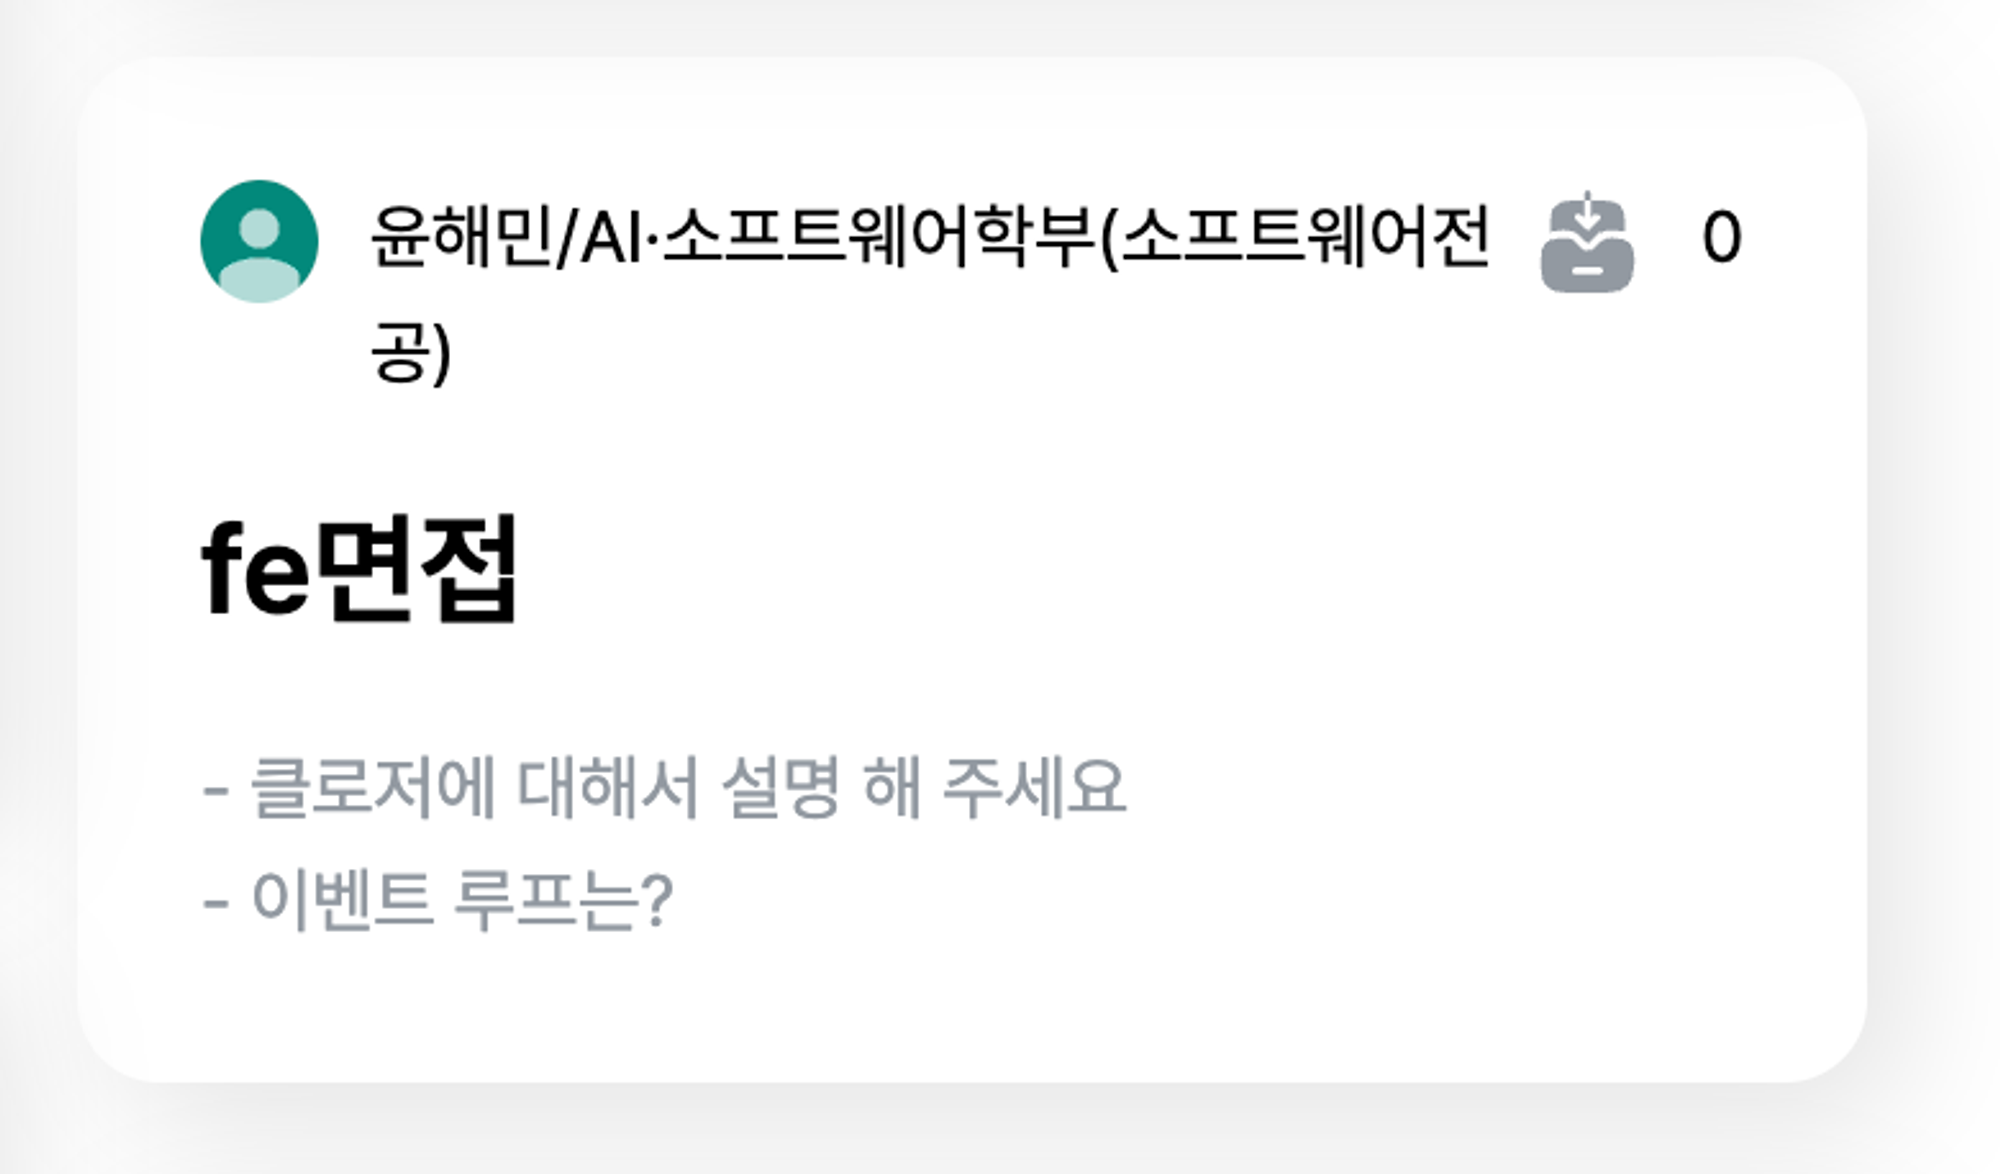 윤해민/AI·소프트웨어학부(소프트웨어전
공)
0
fe면접
- 클로저에 대해서 설명 해 주세요
- 이벤트 루프는?